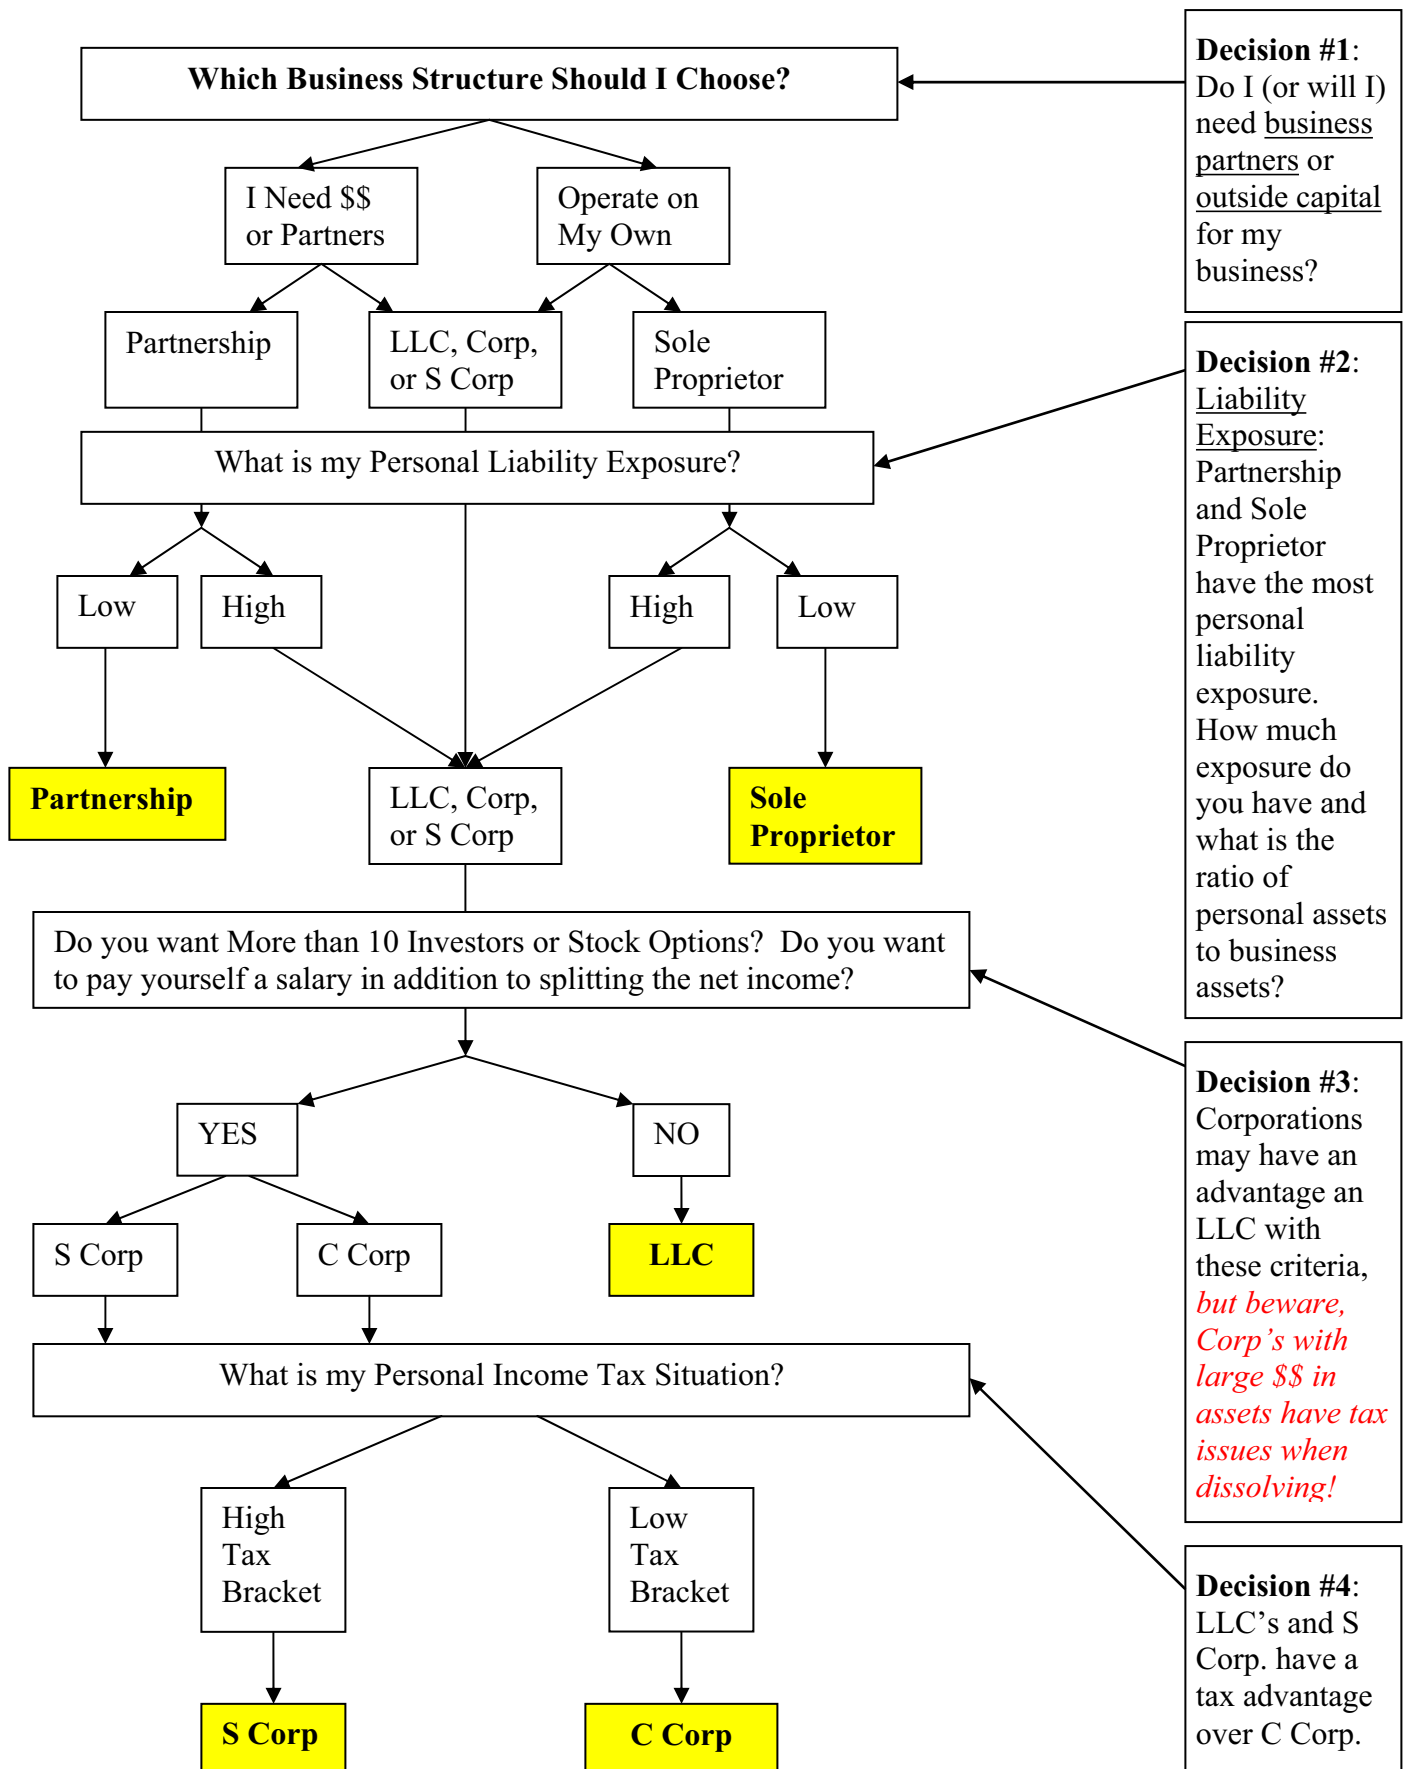 Which Business Structure Should I Choose?
I Need $$
or Partners
Operate on
My Own
Partnership
LLC, Corp,
or S Corp
Sole
Proprietor
What is my Personal Liability Exposure?
Low
High
High
Low
Partnership
LLC, Corp,
or S Corp
Sole
Proprietor
Do you want More than 10 Investors or Stock Options?  Do you want
to pay yourself a salary in addition to splitting the net income?
YES
NO
S Corp
C Corp
LLC
What is my Personal Income Tax Situation?
High
Tax
Bracket
Low
Tax
Bracket
S Corp
C Corp
Decision #1:
Do I (or will I)
need business
partners or
outside capital
for my
business?
Decision #2:
Liability
Exposure:
Partnership
and Sole
Proprietor
have the most
personal
liability
exposure.
How much
exposure do
you have and
what is the
ratio of
personal assets
to business
assets?
Decision #3:
Corporations
may have an
advantage an
LLC with
these criteria,
but beware,
Corp’s with
large $$ in
assets have tax
issues when
dissolving!
Decision #4:
LLC’s and S
Corp. have a
tax advantage
over C Corp.